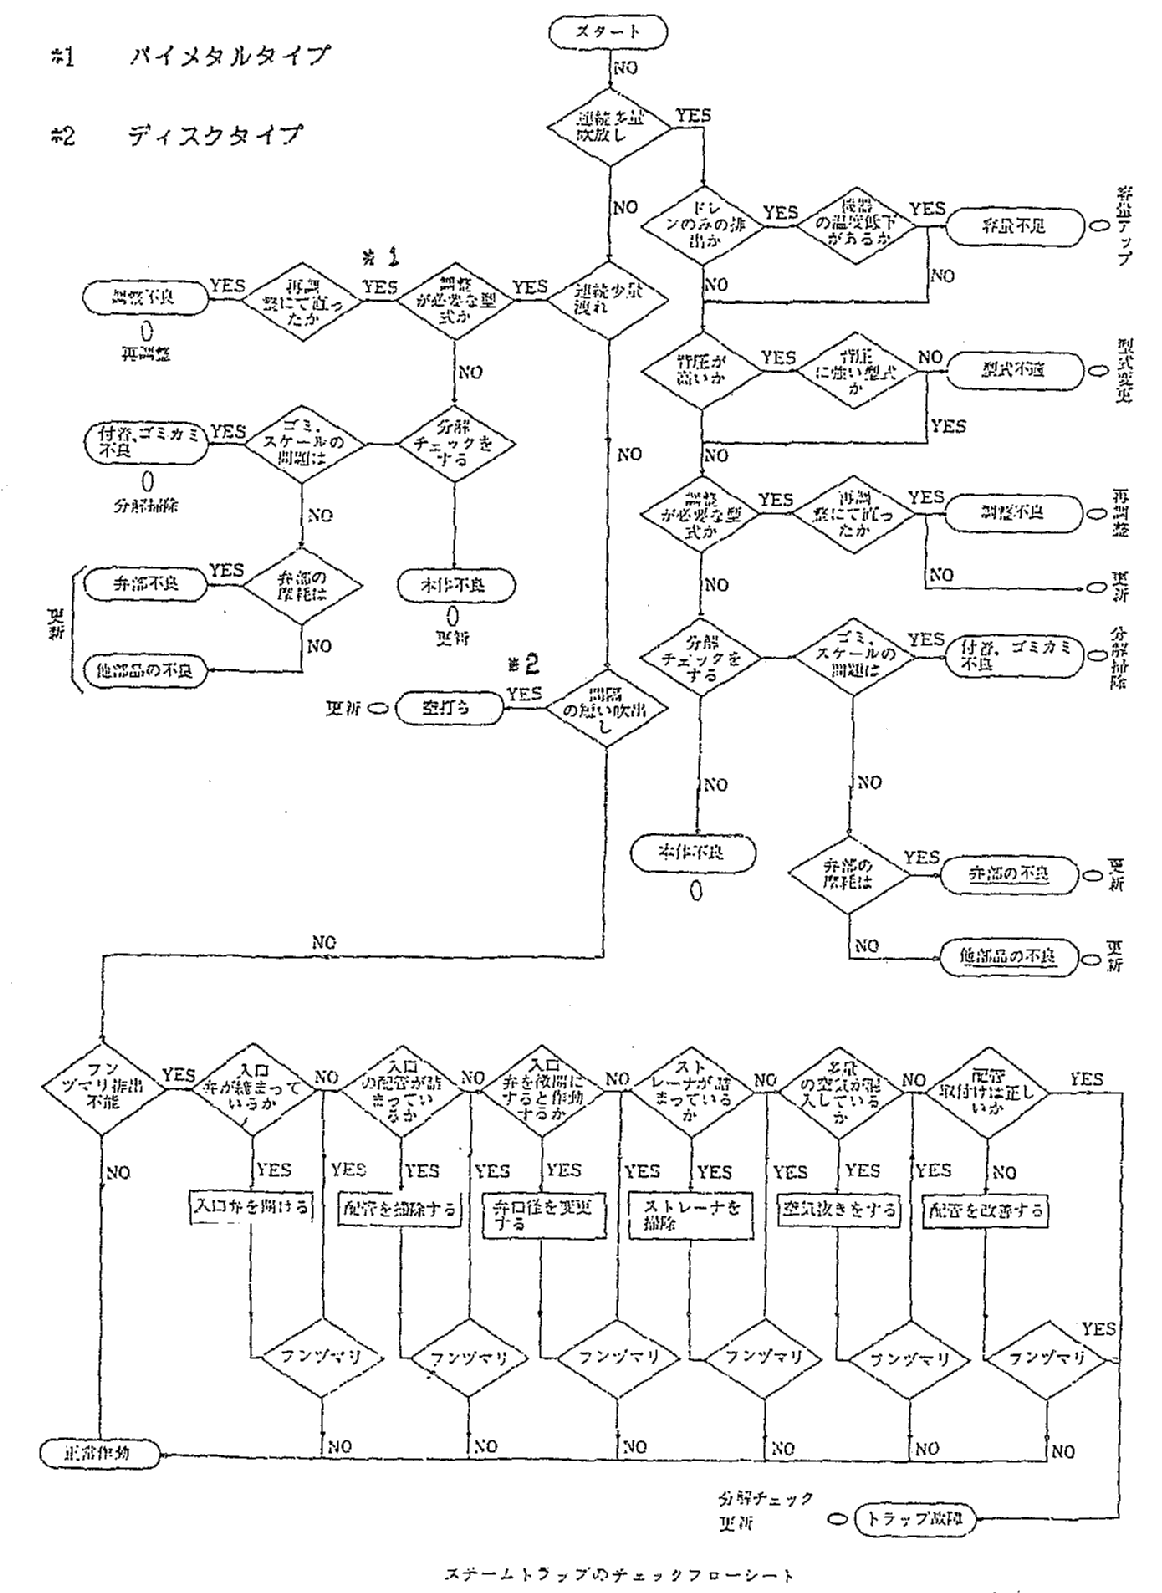 *1 バイメタルタイプ
*2 ディスクタイプ
スタート
NO
連続多量
吹放し
YES
NO
ドレ
ンのみの排
出か
YES
機器
の温度低下
があるか
YES
容量不足
容量アップ
NO
NO
連続少量
洩れ
YES
調整
が必要な型
式か
*1
YES
再調
整にて直っ
たか
YES
調整不良
再調整
NO
分解
チェックを
する
ゴミ、
スケールの
問題は
YES
付着、ゴミカミ
不良
分解掃除
NO
弁部の
摩耗は
YES
弁部不良
NO
他部品の不良
更新
本体不良
更新
NO
背圧が
高いか
YES
背圧
に強い型式
か
NO
型式不適
型式変更
YES
NO
調整
が必要な型
式か
YES
再調
整にて直っ
たか
YES
調整不良
再調整
NO
更新
NO
分解
チェックを
する
ゴミ、
スケールの
問題は
YES
付着、ゴミカミ
不良
分解掃除
NO
本体不良
NO
弁部の
摩耗は
YES
弁部の不良
更新
NO
他部品の不良
更新
*2
間隔
の短い吹出
し
YES
空打ち
更新
NO
フン
ヅマリ排出
不能
YES
入口
弁が締まって
いるか
NO
入口
の配管が詰
まってい
るか
NO
入口
弁を微開に
すると作動
するか
NO
スト
レーナが詰
まっている
か
NO
多量
の空気が混
入している
か
NO
配管
取付けは正し
いか
YES
NO
YES
YES
YES
YES
YES
YES
YES
YES
YES
YES
NO
入口弁を開ける
配管を掃除する
弁口径を変更
する
ストレーナを
掃除
空気抜きをする
配管を改善する
フンヅマリ
フンヅマリ
フンヅマリ
フンヅマリ
フンヅマリ
フンヅマリ
YES
正常作動
NO
NO
NO
NO
NO
NO
分解チェック
更新
トラップ故障
スチームトラップのチェックフローシート